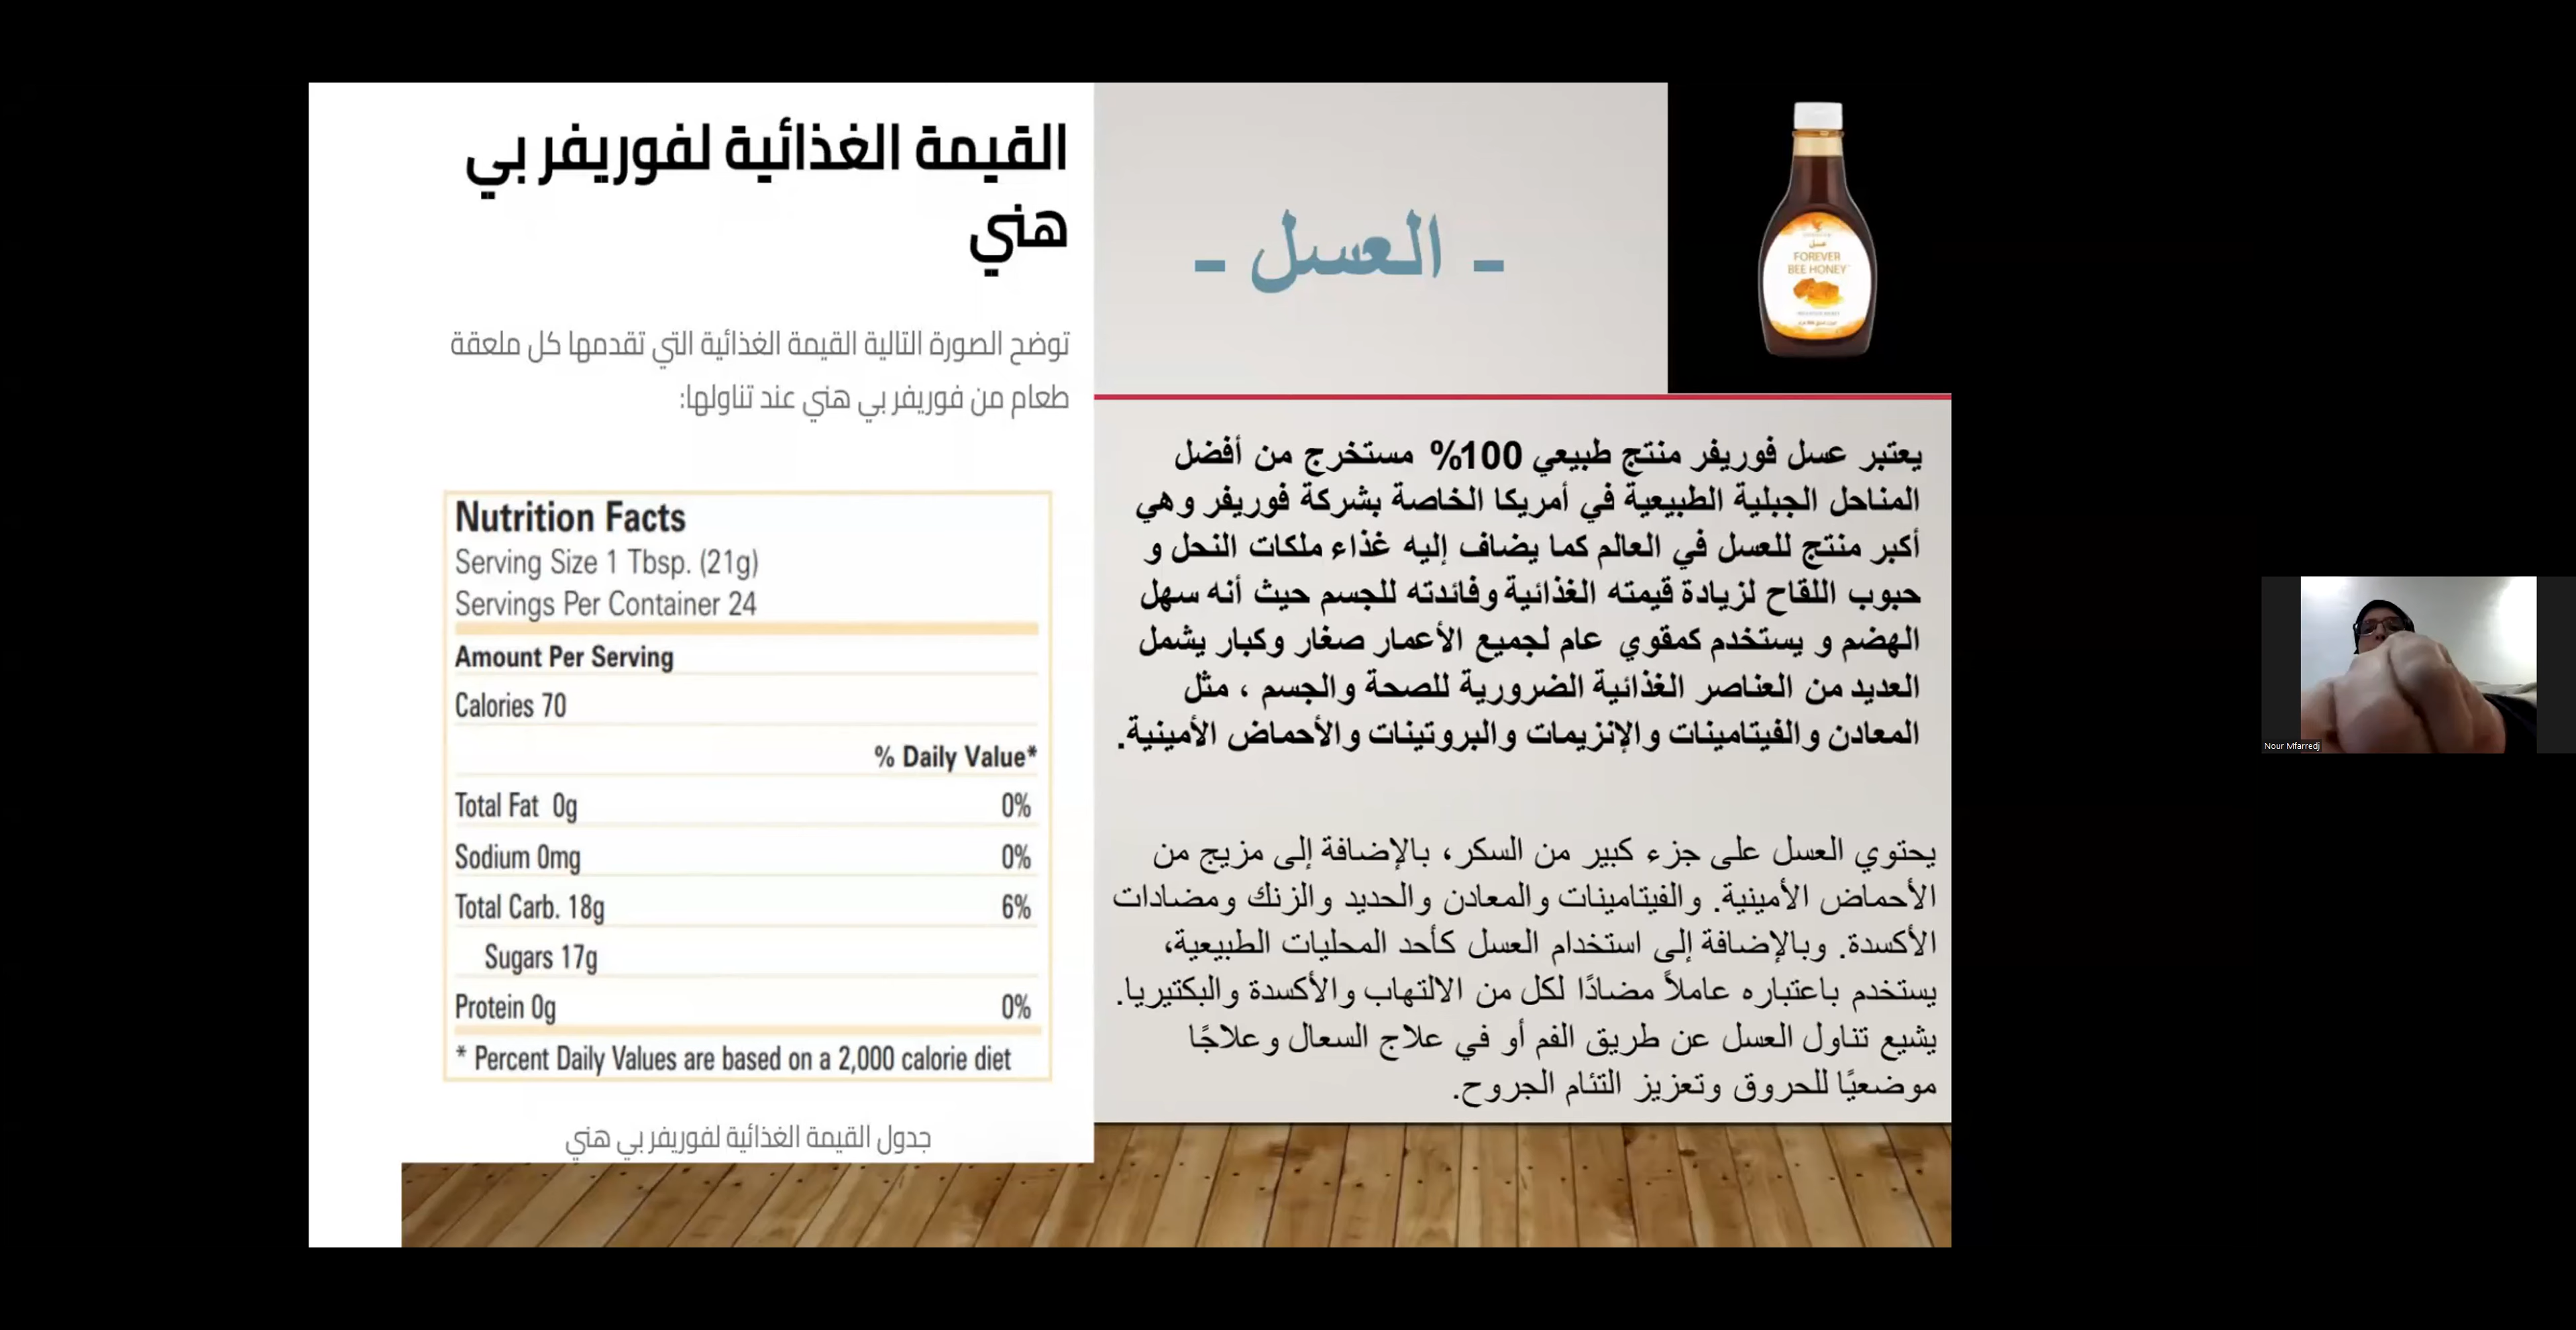 القيمة الغذائية لفوريفر بي
هني
توضح الصورة التالية القيمة الغذائية التي تقدمها كل ملعقة
طعام من فوريفر بي هني عند تناولها:
Nutrition Facts
Serving Size 1 Tbsp. (21g)
Servings Per Container 24
Amount Per Serving
Calories 70
% Daily Value*
Total Fat 0g 0%
Sodium 0mg 0%
Total Carb. 18g 6%
Sugars 17g
Protein 0g 0%
* Percent Daily Values are based on a 2,000 calorie diet
جدول القيمة الغذائية لفوريفر بي هني
- العسل -
عسل
FOREVER
BEE HONEY
يعتبر عسل فوريفر منتج طبيعي 100% مستخرج من أفضل
المناحل الجبلية الطبيعية في أمريكا الخاصة بشركة فوريفر وهي
أكبر منتج للعسل في العالم كما يضاف إليه غذاء ملكات النحل و
حبوب اللقاح لزيادة قيمته الغذائية وفائدته للجسم حيث أنه سهل
الهضم و يستخدم كمقوي عام لجميع الأعمار صغار وكبار يشمل
العديد من العناصر الغذائية الضرورية للصحة والجسم ، مثل
المعادن والفيتامينات والإنزيمات والبروتينات والأحماض الأمينية.
يحتوي العسل على جزء كبير من السكر، بالإضافة إلى مزيج من
الأحماض الأمينية. والفيتامينات والمعادن والحديد والزنك ومضادات
الأكسدة. وبالإضافة إلى استخدام العسل كأحد المحليات الطبيعية،
يستخدم باعتباره عاملاً مضادًا لكل من الالتهاب والأكسدة والبكتيريا.
يشيع تناول العسل عن طريق الفم أو في علاج السعال وعلاجًا
موضعيًا للحروق وتعزيز التئام الجروح.
Nour Mfarredj